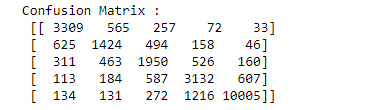 Confusion Matrix :
[[ 3309 565 257 72 33]
[ 625 1424 494 158 46]
[ 311 463 1950 526 160]
[ 113 184 587 3132 607]
[ 134 131 272 1216 10005]]